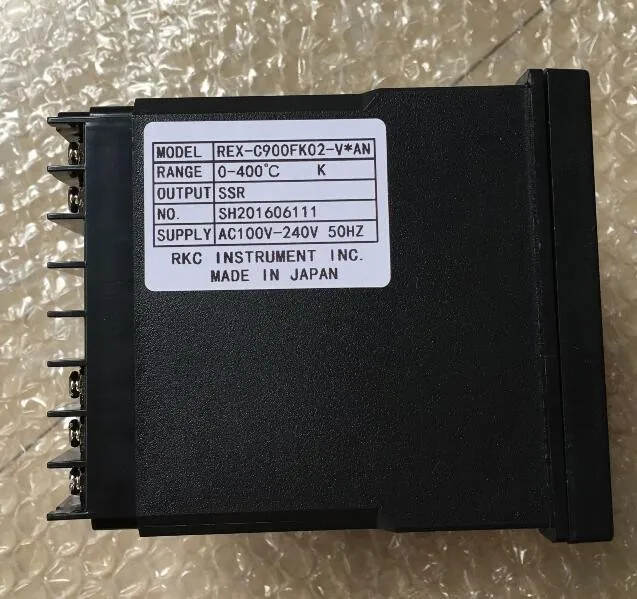 MODEL REX-C900FK02-V*AN
RANGE 0-400℃ K
OUTPUT SSR
NO. SH201606111
SUPPLY AC100V-240V 50HZ
RKC INSTRUMENT INC.
MADE IN JAPAN